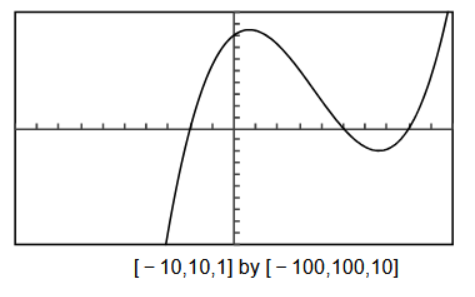 [ – 10,10,1] by [ – 100,100,10]